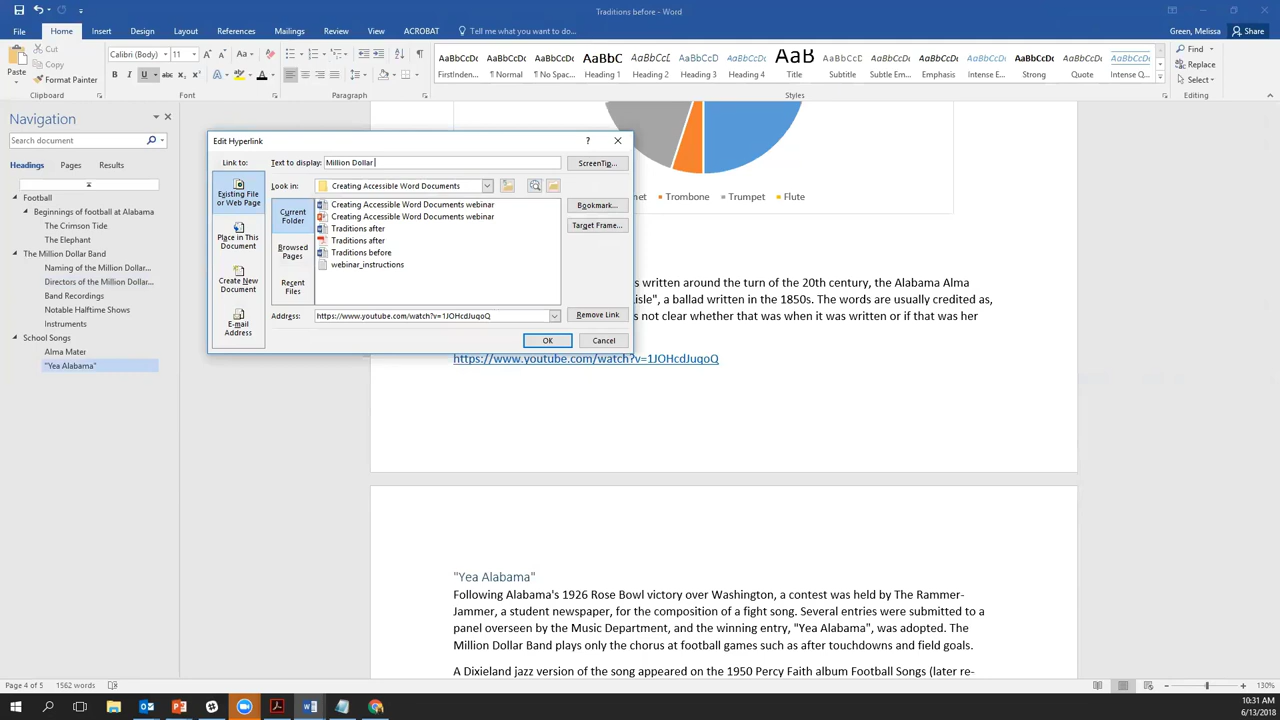 Traditions before - Word
File Home Insert Design Layout References Mailings Review View ACROBAT Tell me what you want to do... Green, Melissa Share
Paste Cut Copy Format Painter
Calibri (Body) 11
AaBbCcDc AaBbCcDc AaBbCcDc AaBbC AaBbCcDc AaBbCcDc AaBbCcDc AaB AaBbCcD AaBbCcDc AaBbCcDc AaBbCcDc AaBbCcDc AaBbCcDc AaBbCcDc
FirstInden... ¶ Normal ¶ No Spac... Heading 1 Heading 2 Heading 3 Heading 4 Title Subtitle Subtle Em... Emphasis Intense E... Strong Quote Intense Q...
Find Replace Select
Clipboard Font Paragraph Styles Editing
Navigation
Search document
Headings Pages Results
Football
Beginnings of football at Alabama
The Crimson Tide
The Elephant
The Million Dollar Band
Naming of the Million Dollar...
Directors of the Million Dollar...
Band Recordings
Notable Halftime Shows
Instruments
School Songs
Alma Mater
"Yea Alabama"
Edit Hyperlink
Link to: Text to display: Million Dollar ScreenTip...
Existing File or Web Page
Place in This Document
Create New Document
E-mail Address
Look in: Creating Accessible Word Documents
Current Folder
Browsed Pages
Recent Files
Creating Accessible Word Documents webinar
Creating Accessible Word Documents webinar
Traditions after
Traditions after
Traditions before
webinar_instructions
Bookmark...
Target Frame...
Address: https://www.youtube.com/watch?v=1JOHcdJuqoQ Remove Link
OK Cancel
net Trombone Trumpet Flute
s written around the turn of the 20th century, the Alabama Alma
isle", a ballad written in the 1850s. The words are usually credited as,
s not clear whether that was when it was written or if that was her
https://www.youtube.com/watch?v=1JOHcdJuqoQ
"Yea Alabama"
Following Alabama's 1926 Rose Bowl victory over Washington, a contest was held by The Rammer-
Jammer, a student newspaper, for the composition of a fight song. Several entries were submitted to a
panel overseen by the Music Department, and the winning entry, "Yea Alabama", was adopted. The
Million Dollar Band plays only the chorus at football games such as after touchdowns and field goals.
A Dixieland jazz version of the song appeared on the 1950 Percy Faith album Football Songs (later re-
Page 4 of 5 1562 words 130%
10:31 AM
6/13/2018